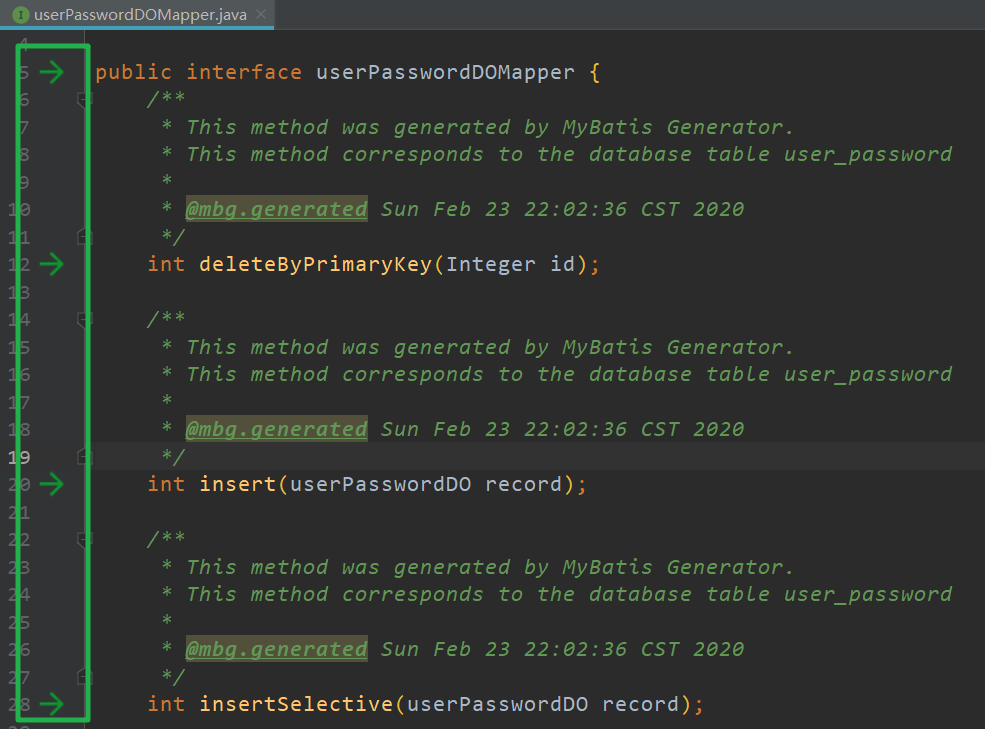 I userPasswordDOMapper.java ×
4
5 public interface userPasswordDOMapper {
6 /**
7 * This method was generated by MyBatis Generator.
8 * This method corresponds to the database table user_password
9 *
10 * @mbg.generated Sun Feb 23 22:02:36 CST 2020
11 */
12 int deleteByPrimaryKey(Integer id);
13
14 /**
15 * This method was generated by MyBatis Generator.
16 * This method corresponds to the database table user_password
17 *
18 * @mbg.generated Sun Feb 23 22:02:36 CST 2020
19 */
20 int insert(userPasswordDO record);
21
22 /**
23 * This method was generated by MyBatis Generator.
24 * This method corresponds to the database table user_password
25 *
26 * @mbg.generated Sun Feb 23 22:02:36 CST 2020
27 */
28 int insertSelective(userPasswordDO record);